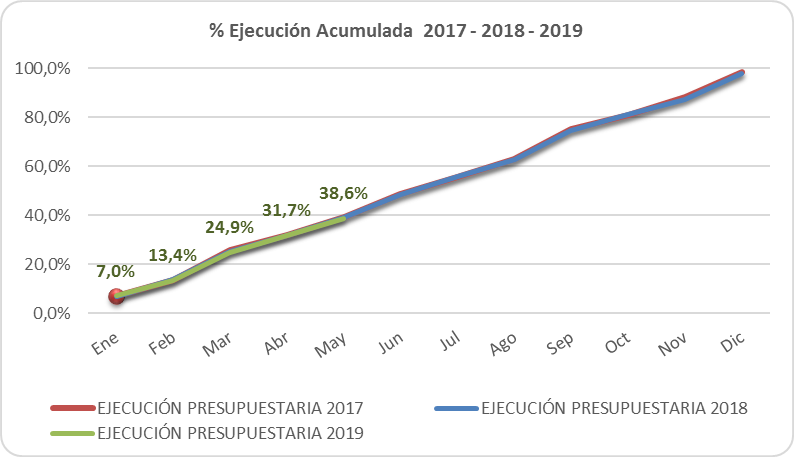 % Ejecución Acumulada 2017 - 2018 - 2019
100,0%
80,0%
60,0%
40,0%
20,0%
0,0%
7,0%
13,4%
24,9%
31,7%
38,6%
Ene
Feb
Mar
Abr
May
Jun
Jul
Ago
Sep
Oct
Nov
Dic
EJECUCIÓN PRESUPUESTARIA 2017
EJECUCIÓN PRESUPUESTARIA 2018
EJECUCIÓN PRESUPUESTARIA 2019